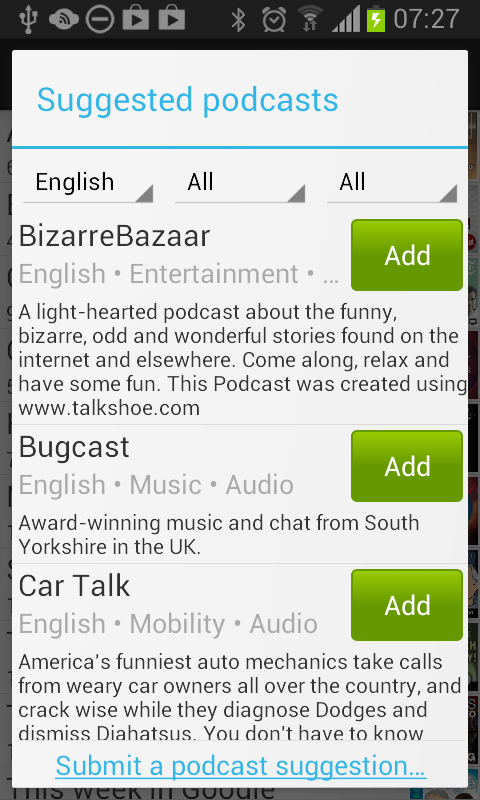 07:27
Suggested podcasts
English All All
BizarreBazaar
Add
English • Entertainment • ...
A light-hearted podcast about the funny,
bizarre, odd and wonderful stories found on the
internet and elsewhere. Come along, relax and
have some fun. This Podcast was created using
www.talkshoe.com
Bugcast
Add
English • Music • Audio
Award-winning music and chat from South
Yorkshire in the UK.
Car Talk
Add
English • Mobility • Audio
America's funniest auto mechanics take calls
from weary car owners all over the country, and
crack wise while they diagnose Dodges and
dismiss Diahatsus. You don't have to know
Submit a podcast suggestion...
This week in Google